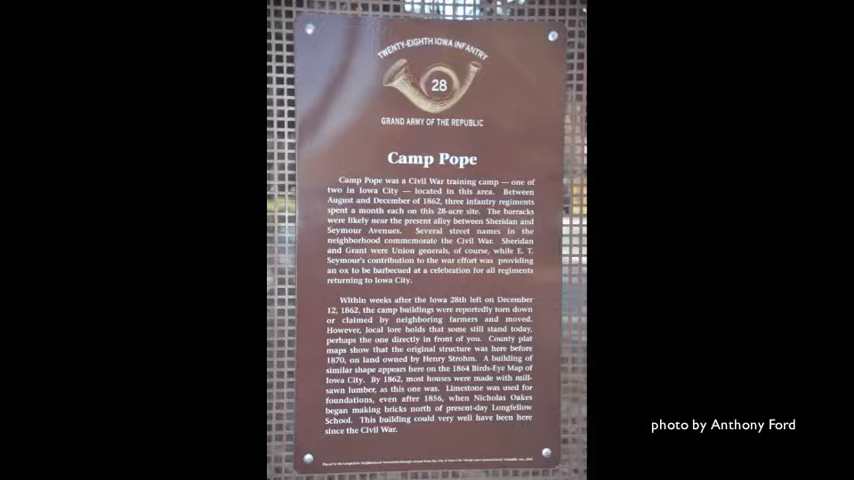 TWENTY-EIGHTH IOWA INFANTRY
28
GRAND ARMY OF THE REPUBLIC
Camp Pope
Camp Pope was a Civil War training camp — one of
two in Iowa City — located in this area. Between
August and December of 1862, three infantry regiments
spent a month each on this 28-acre site. The barracks
were likely near the present alley between Sheridan and
Seymour Avenues. Several street names in the
neighborhood commemorate the Civil War. Sheridan
and Grant were Union generals, of course, while E. T.
Seymour's contribution to the war effort was providing
an ox to be barbecued at a celebration for all regiments
returning to Iowa City.
Within weeks after the Iowa 28th left on December
12, 1862, the camp buildings were reportedly torn down
or claimed by neighboring farmers and moved.
However, local lore holds that some still stand today,
perhaps the one directly in front of you. County plat
maps show that the original structure was here before
1870, on land owned by Henry Strohm. A building of
similar shape appears here on the 1864 Birds-Eye Map of
Iowa City. By 1862, most houses were made with mill-
sawn lumber, as this one was. Limestone was used for
foundations, even after 1856, when Nicholas Oakes
began making bricks north of present-day Longfellow
School. This building could very well have been here
since the Civil War.
photo by Anthony Ford